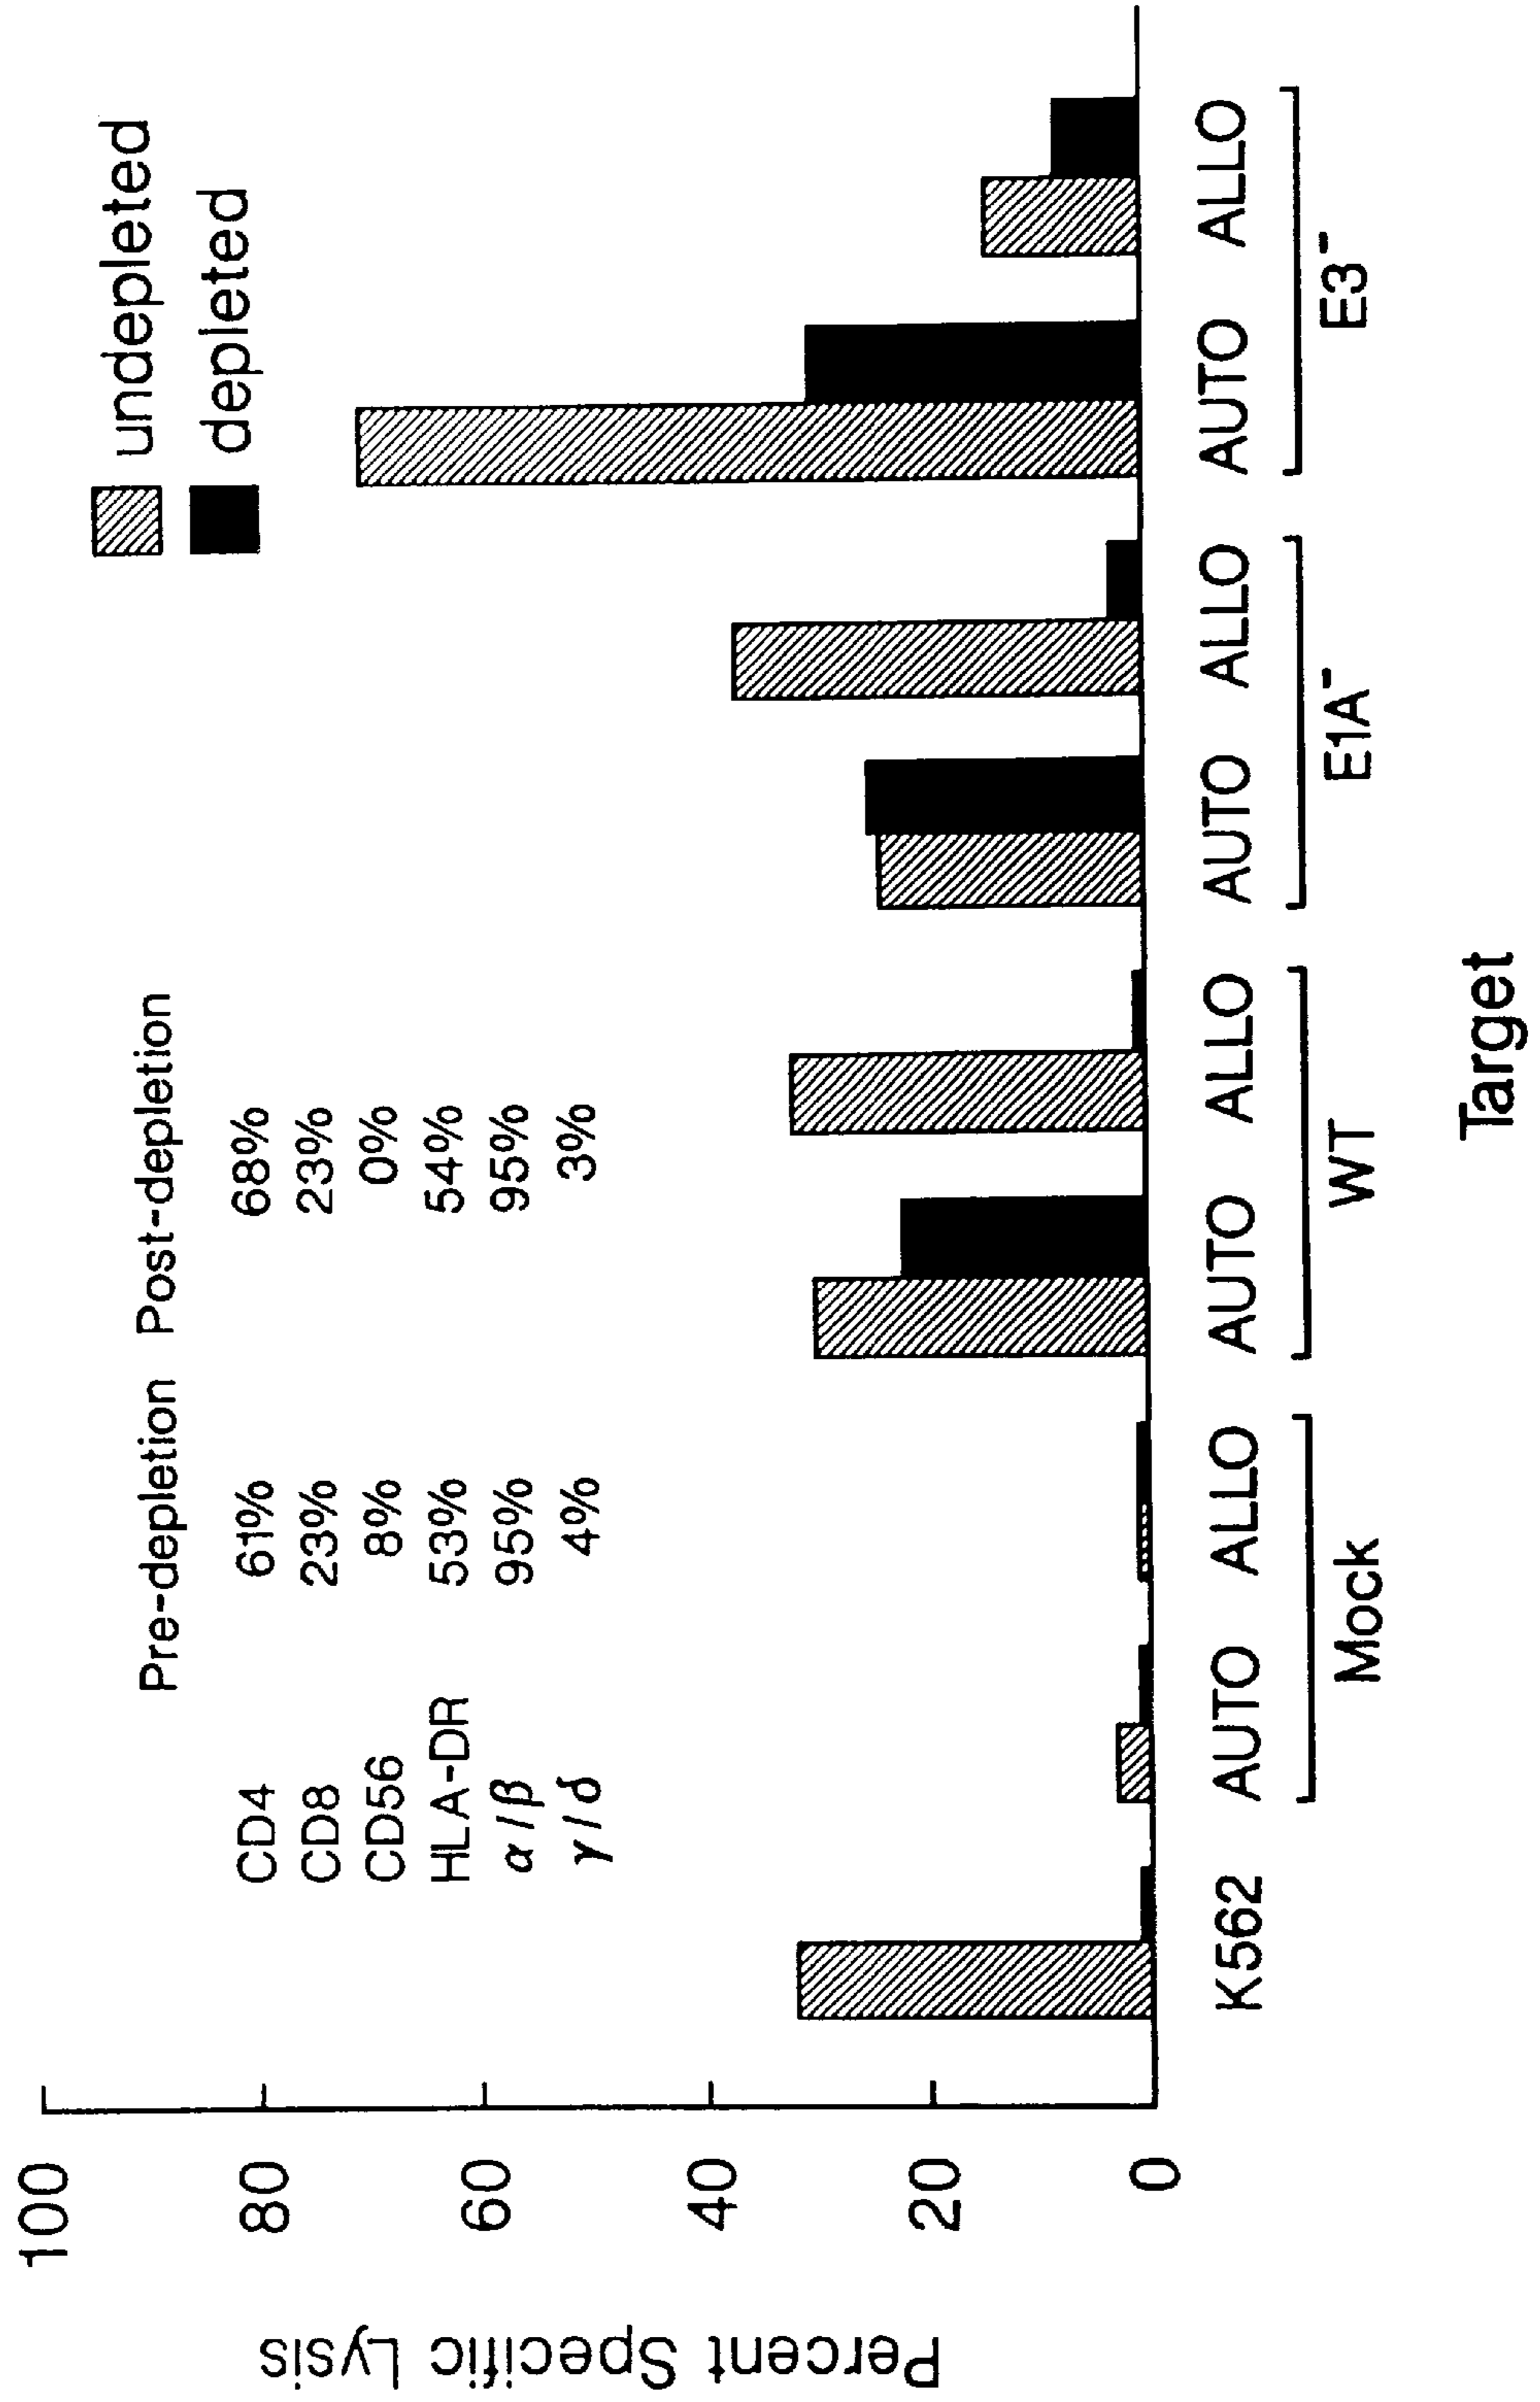 undepleted
depleted
Pre-depletion Post-depletion
CD4 61% 68%
CD8 23% 23%
CD56 8% 0%
HLA-DR 53% 54%
α/β 95% 95%
γ/δ 4% 3%
Percent Specific Lysis
100
80
60
40
20
0
K562 AUTO ALLO AUTO ALLO AUTO ALLO AUTO ALLO
Mock WT E1A⁻ E3⁻
Target